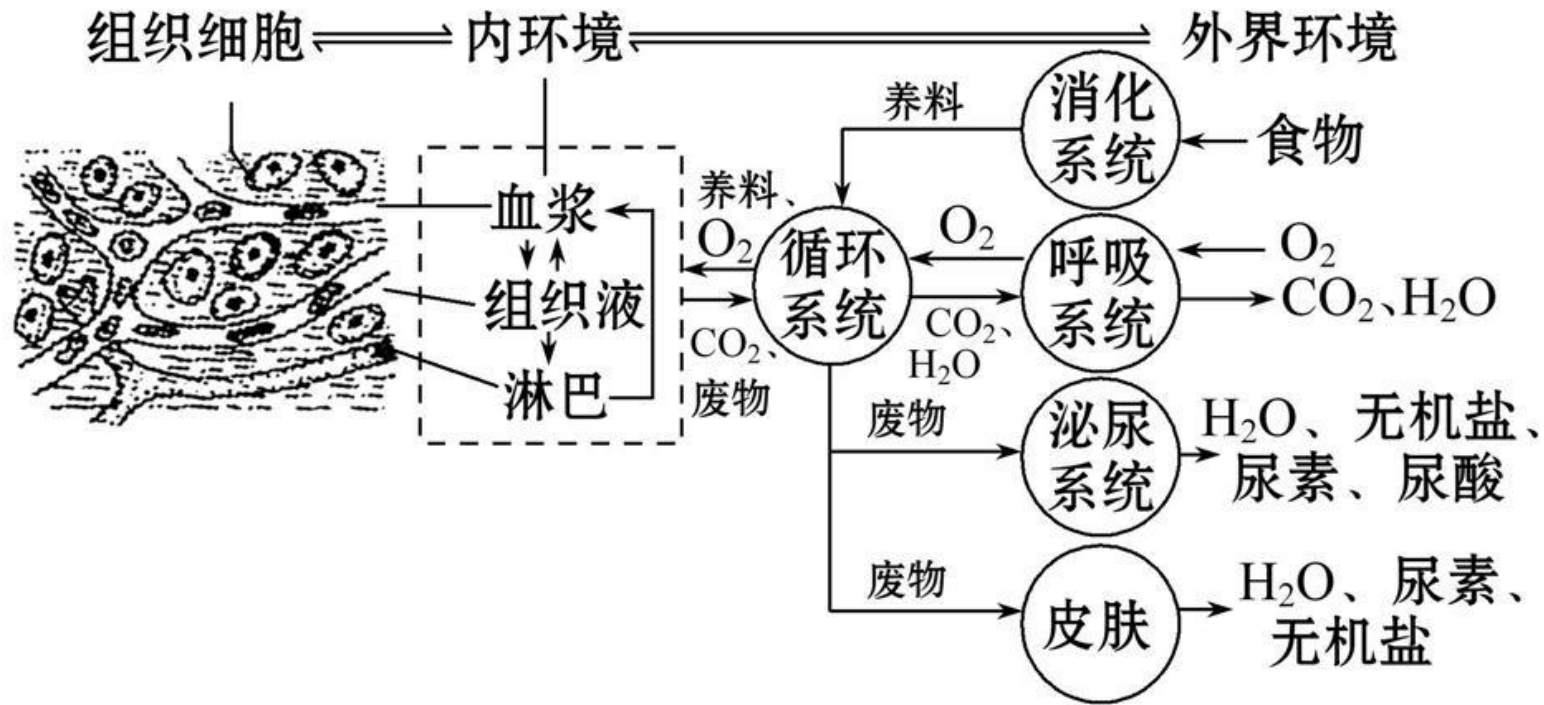 组织细胞 内环境 外界环境
养料
消化
系统
食物
血浆
组织液
淋巴
养料、
O₂
CO₂、
废物
循环
系统
O₂
CO₂、
H₂O
呼吸
系统
O₂
CO₂、H₂O
废物
泌尿
系统
H₂O、无机盐、
尿素、尿酸
废物
皮肤
H₂O、尿素、
无机盐